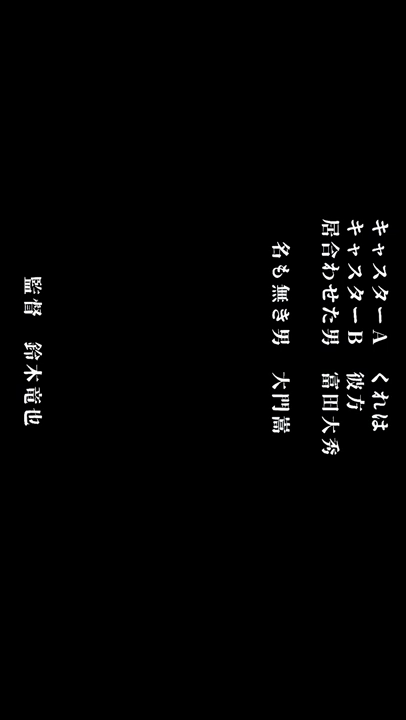 キャスターA　くれは
キャスターB　彼方
居合わせた男　富田大秀
名も無き男　大門嵩
監督　鈴木竜也